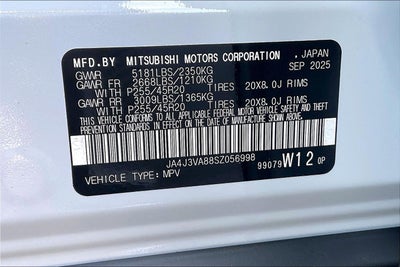 MFD.BY MITSUBISHI MOTORS CORPORATION , JAPAN
GVWR 5181LBS/2350KG SEP 2025
GAWR FR 2668LBS/1210KG
WITH P255/45R20 TIRES 20X8.0J RIMS
GAWR RR 3009LBS/1365KG
WITH P255/45R20 TIRES 20X8.0J RIMS
THIS VEHICLE CONFORMS TO ALL APPLICABLE
FEDERAL MOTOR VEHICLE SAFETY
STANDARDS IN EFFECT ON THE DATE OF MANUFACTURE SHOWN ABOVE.
JA4J3VA88SZ056998
VEHICLE TYPE: MPV 99079 W12 0P